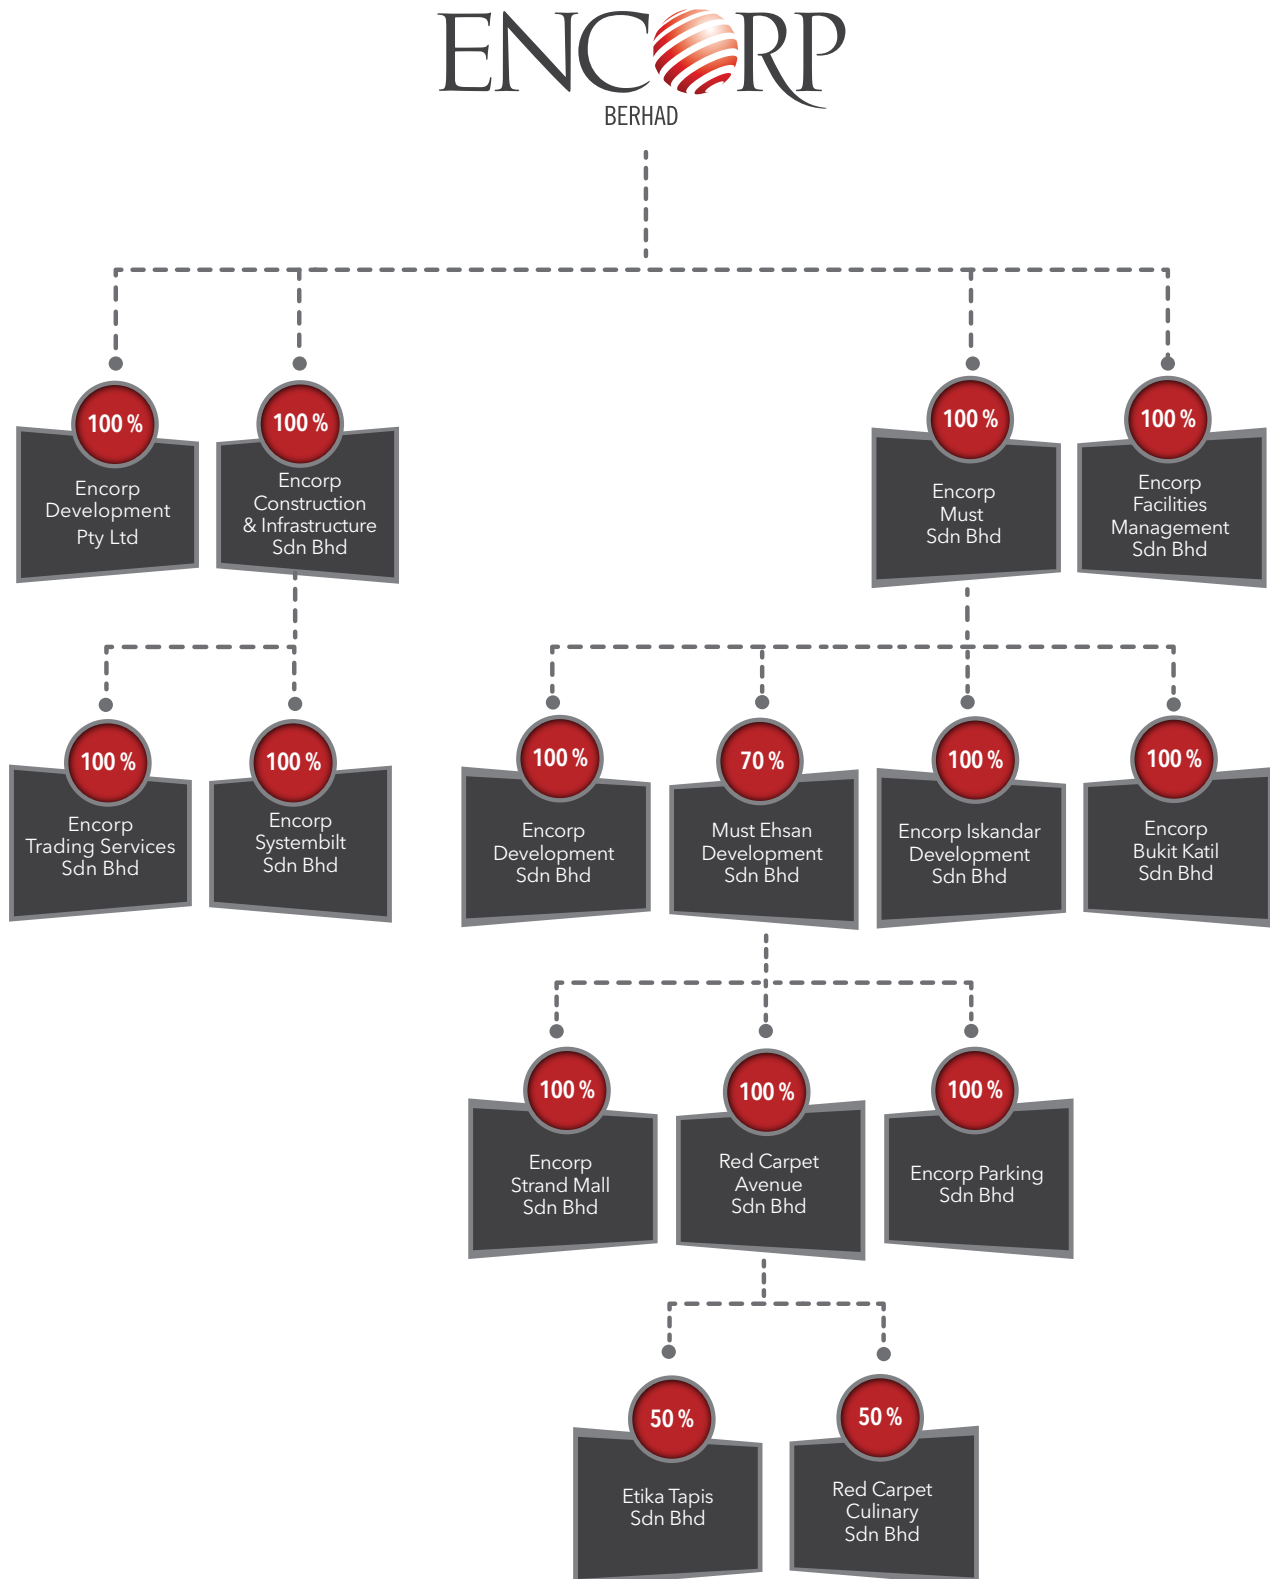 ENCORP
BERHAD
100 %
Encorp
Development
Pty Ltd
100 %
Encorp
Construction
& Infrastructure
Sdn Bhd
100 %
Encorp
Must
Sdn Bhd
100 %
Encorp
Facilities
Management
Sdn Bhd
100 %
Encorp
Trading Services
Sdn Bhd
100 %
Encorp
Systembilt
Sdn Bhd
100 %
Encorp
Development
Sdn Bhd
70 %
Must Ehsan
Development
Sdn Bhd
100 %
Encorp Iskandar
Development
Sdn Bhd
100 %
Encorp
Bukit Katil
Sdn Bhd
100 %
Encorp
Strand Mall
Sdn Bhd
100 %
Red Carpet
Avenue
Sdn Bhd
100 %
Encorp Parking
Sdn Bhd
50 %
Etika Tapis
Sdn Bhd
50 %
Red Carpet
Culinary
Sdn Bhd